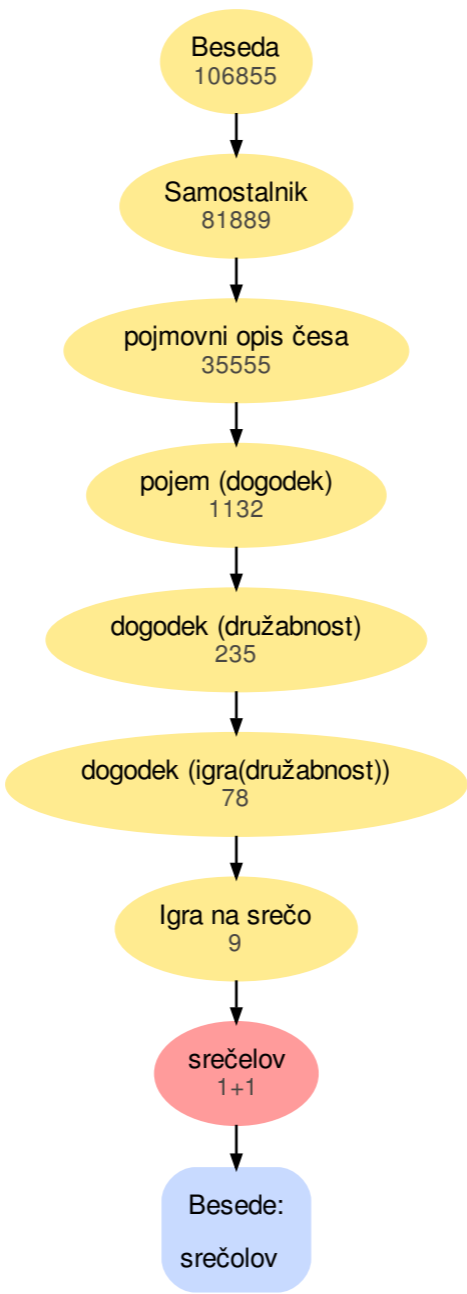 Beseda
106855
Samostalnik
81889
pojmovni opis česa
35555
pojem (dogodek)
1132
dogodek (družabnost)
235
dogodek (igra(družabnost))
78
Igra na srečo
9
srečelov
1+1
Besede:
srečolov